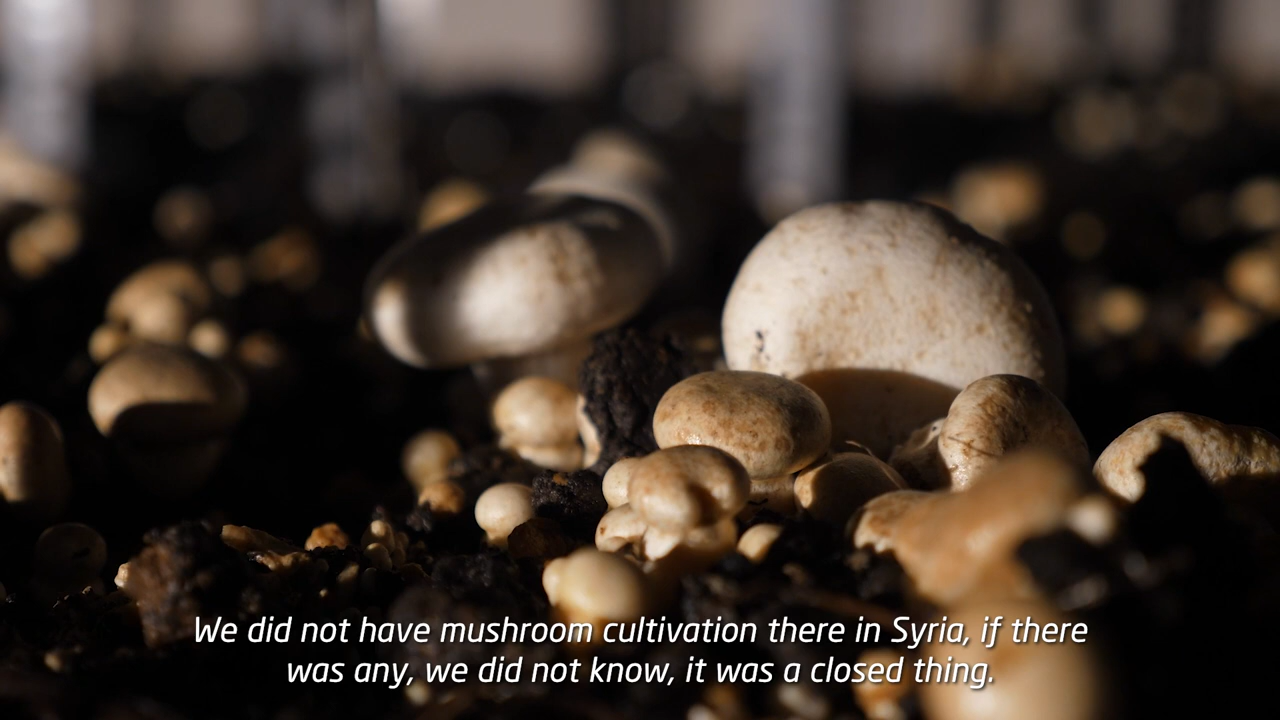 We did not have mushroom cultivation there in Syria, if there
was any, we did not know, it was a closed thing.